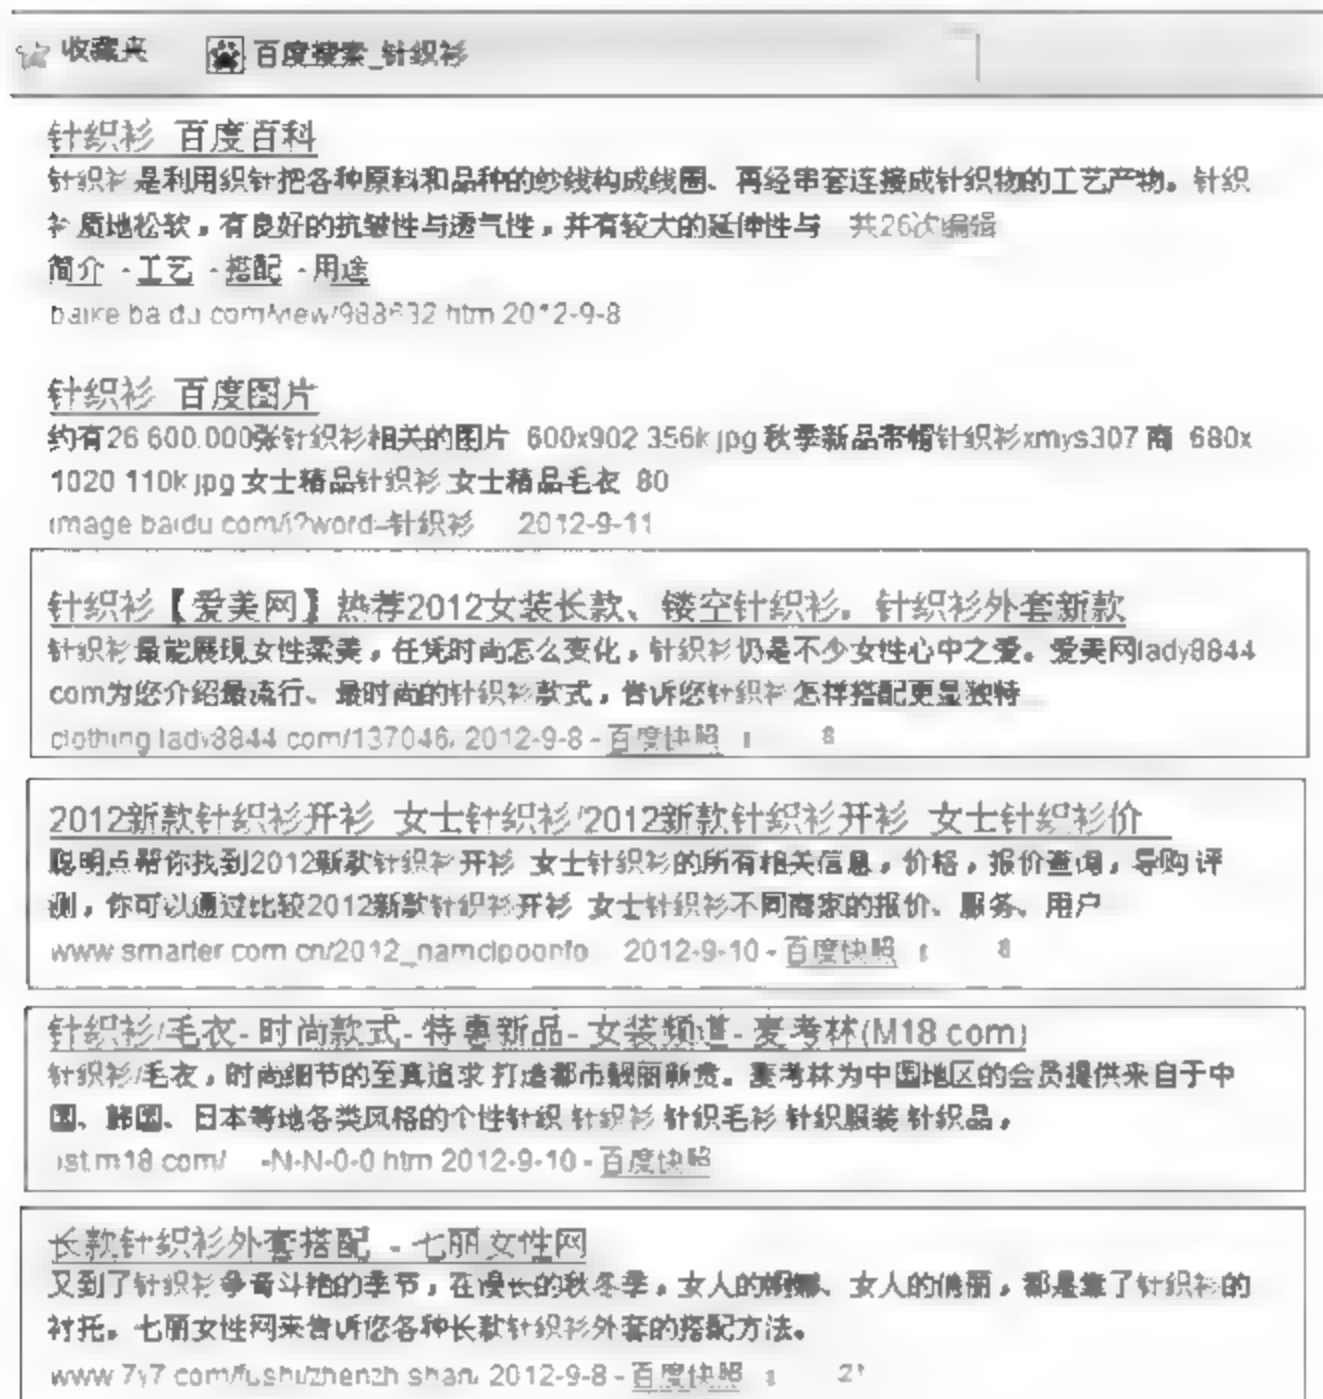 收藏夹 百度搜索_针织衫
针织衫 百度百科
针织衫是利用织针把各种原料和品种的纱线构成线圈、再经串套连接成针织物的工艺产物。针织
衫质地松软，有良好的抗皱性与透气性，并有较大的延伸性与 共26次编辑
简介 - 工艺 - 搭配 - 用途
baike baidu com/view/988632 htm 2012-9-8
针织衫 百度图片
约有26 600.000张针织衫相关的图片 600x902 356k jpg 秋季新品带帽针织衫xmys307 商 680x
1020 110k jpg 女士精品针织衫 女士精品毛衣 80
image baidu com/i?word=针织衫 2012-9-11
针织衫【爱美网】热荐2012女装长款、镂空针织衫，针织衫外套新款
针织衫最能展现女性柔美，任凭时尚怎么变化，针织衫仍是不少女性心中之爱。爱美网lady8844
com为您介绍最流行、最时尚的针织衫款式，告诉您针织衫怎样搭配更显独特
clothing lady8844 com/137046/ 2012-9-8 - 百度快照 8
2012新款针织衫开衫 女士针织衫/2012新款针织衫开衫 女士针织衫价
聪明点帮你找到2012新款针织衫开衫 女士针织衫的所有相关信息，价格，报价查询，导购评
测，你可以通过比较2012新款针织衫开衫 女士针织衫不同商家的报价、服务、用户
www smarter com cn/2012_ 2012-9-10 - 百度快照 8
针织衫/毛衣- 时尚款式- 特惠新品- 女装频道- 麦考林(M18 com)
针织衫/毛衣，时尚细节的至真追求 打造都市靓丽新贵。麦考林为中国地区的会员提供来自于中
国、韩国、日本等地各类风格的个性针织 针织衫 针织毛衫 针织服装 针织品，
list m18 com/ -N-N-0-0 htm 2012-9-10 - 百度快照
长款针织衫外套搭配 - 七丽女性网
又到了针织衫争奇斗艳的季节，在漫长的秋冬季，女人的婀娜、女人的俏丽，都是靠了针织衫的
衬托。七丽女性网来告诉您各种长款针织衫外套的搭配方法。
www 7y7 com/fushi/zhenzh shan/ 2012-9-8 - 百度快照